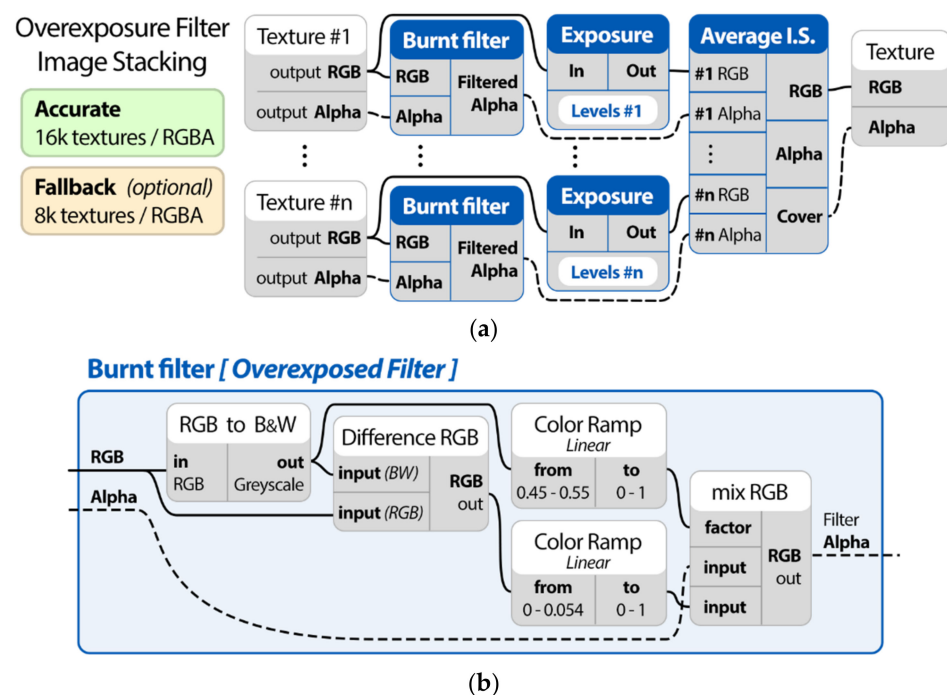 Overexposure Filter
Image Stacking
Accurate
16k textures / RGBA
Fallback (optional)
8k textures / RGBA
Texture #1
output RGB
output Alpha
Burnt filter
RGB
Alpha
Filtered
Alpha
Exposure
In
Out
Levels #1
Average I.S.
#1 RGB
#1 Alpha
⋮
#n RGB
#n Alpha
RGB
Alpha
Cover
Texture
RGB
Alpha
⋮
⋮
⋮
Texture #n
output RGB
output Alpha
Burnt filter
RGB
Alpha
Filtered
Alpha
Exposure
In
Out
Levels #n
(a)
Burnt filter [ Overexposed Filter ]
RGB
Alpha
RGB to B&W
in
RGB
out
Greyscale
Difference RGB
input (BW)
input (RGB)
RGB
out
Color Ramp
Linear
from
0.45 - 0.55
to
0 - 1
Color Ramp
Linear
from
0 - 0.054
to
0 - 1
mix RGB
factor
input
input
RGB
out
Filter
Alpha
(b)